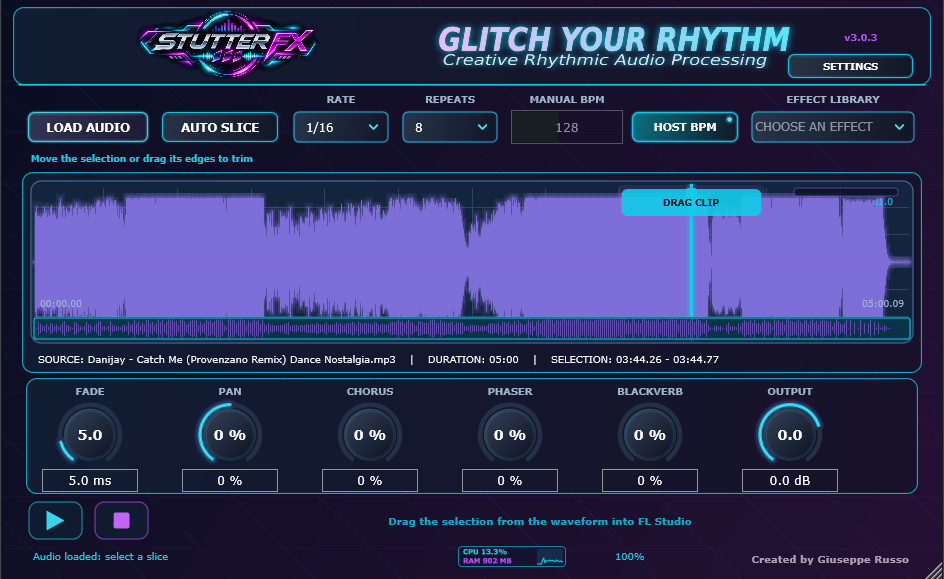 STUTTER FX
GLITCH YOUR RHYTHM
Creative Rhythmic Audio Processing
v3.0.3
SETTINGS
RATE
REPEATS
MANUAL BPM
EFFECT LIBRARY
LOAD AUDIO
AUTO SLICE
1/16
8
128
HOST BPM
CHOOSE AN EFFECT
Move the selection or drag its edges to trim
DRAG CLIP
x1.0
00:00.00
05:00.09
SOURCE: Danijay - Catch Me (Provenzano Remix) Dance Nostalgia.mp3 | DURATION: 05:00 | SELECTION: 03:44.26 - 03:44.77
FADE
PAN
CHORUS
PHASER
BLACKVERB
OUTPUT
5.0
0 %
0 %
0 %
0 %
0.0
5.0 ms
0 %
0 %
0 %
0 %
0.0 dB
Drag the selection from the waveform into FL Studio
Audio loaded: select a slice
CPU 13.3%
RAM 902 MB
100%
Created by Giuseppe Russo